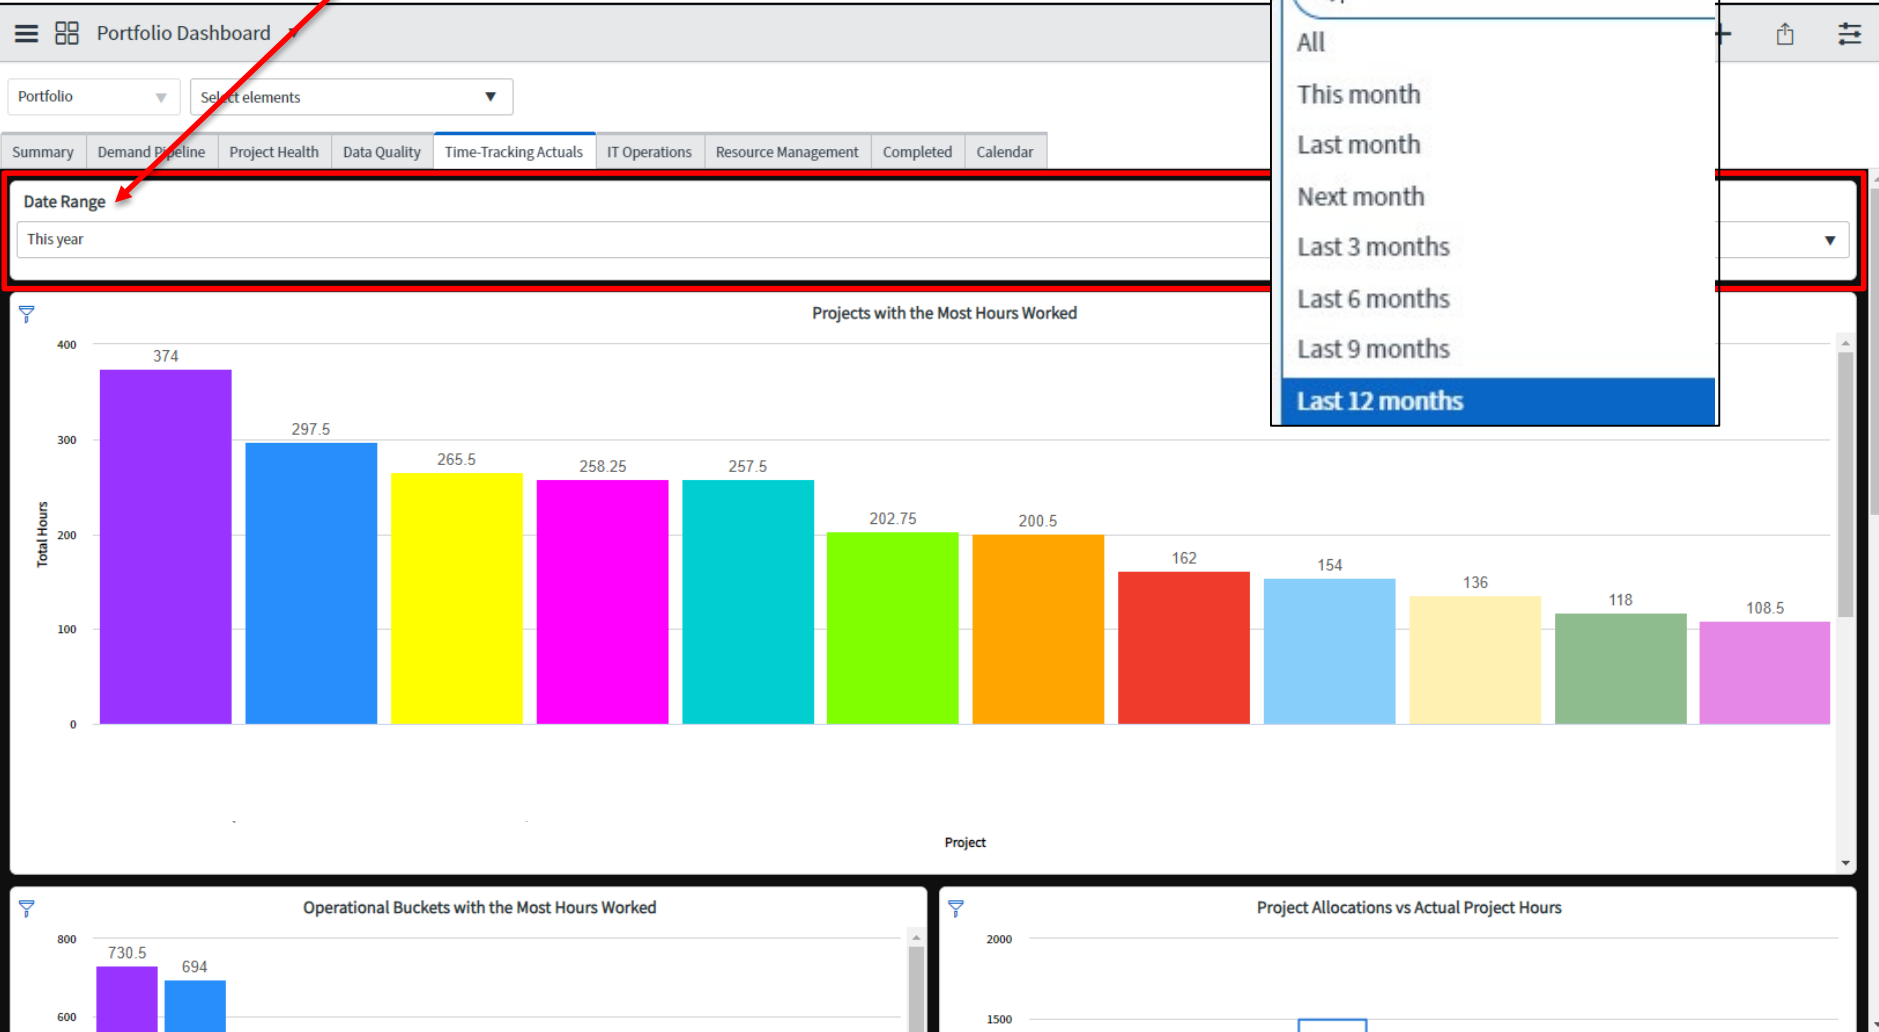 Portfolio Dashboard
Portfolio
Select elements
Summary Demand Pipeline Project Health Data Quality Time-Tracking Actuals IT Operations Resource Management Completed Calendar
Date Range
This year
All
This month
Last month
Next month
Last 3 months
Last 6 months
Last 9 months
Last 12 months
Projects with the Most Hours Worked
400
300
200
100
0
Total Hours
374
297.5
265.5
258.25
257.5
202.75
200.5
162
154
136
118
108.5
Project
Operational Buckets with the Most Hours Worked
800
600
730.5
694
Project Allocations vs Actual Project Hours
2000
1500